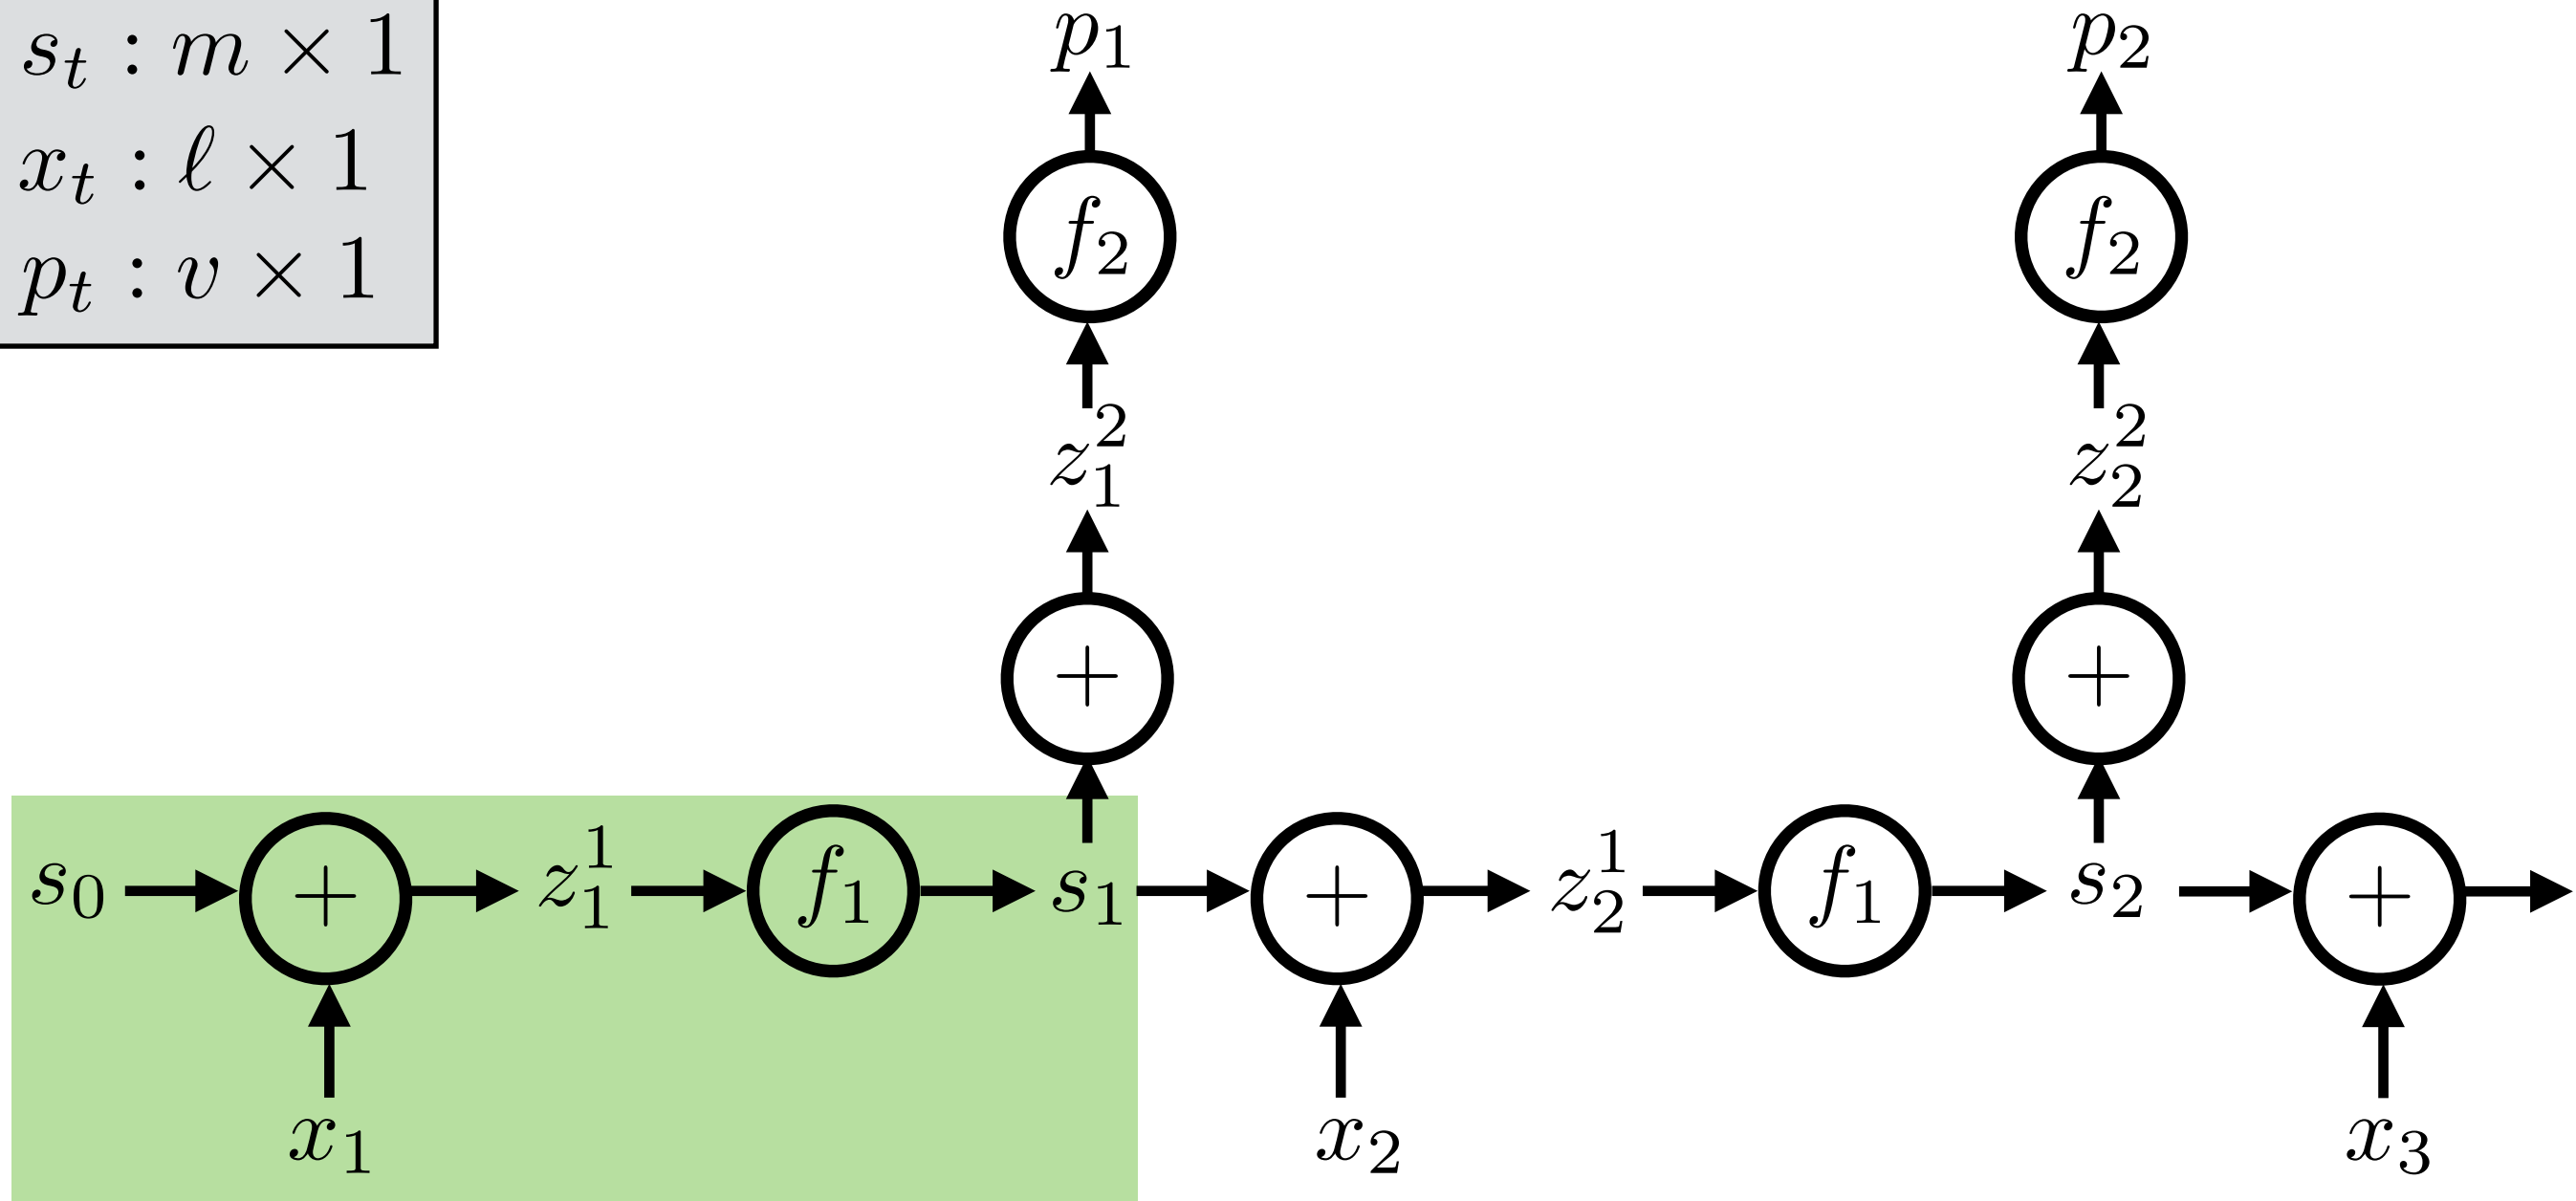 s_t : m × 1
x_t : ℓ × 1
p_t : v × 1
p_1 p_2
f_2 f_2
z_1^2 z_2^2
+ +
s_0 + z_1^1 f_1 s_1 + z_2^1 f_1 s_2 +
x_1 x_2 x_3